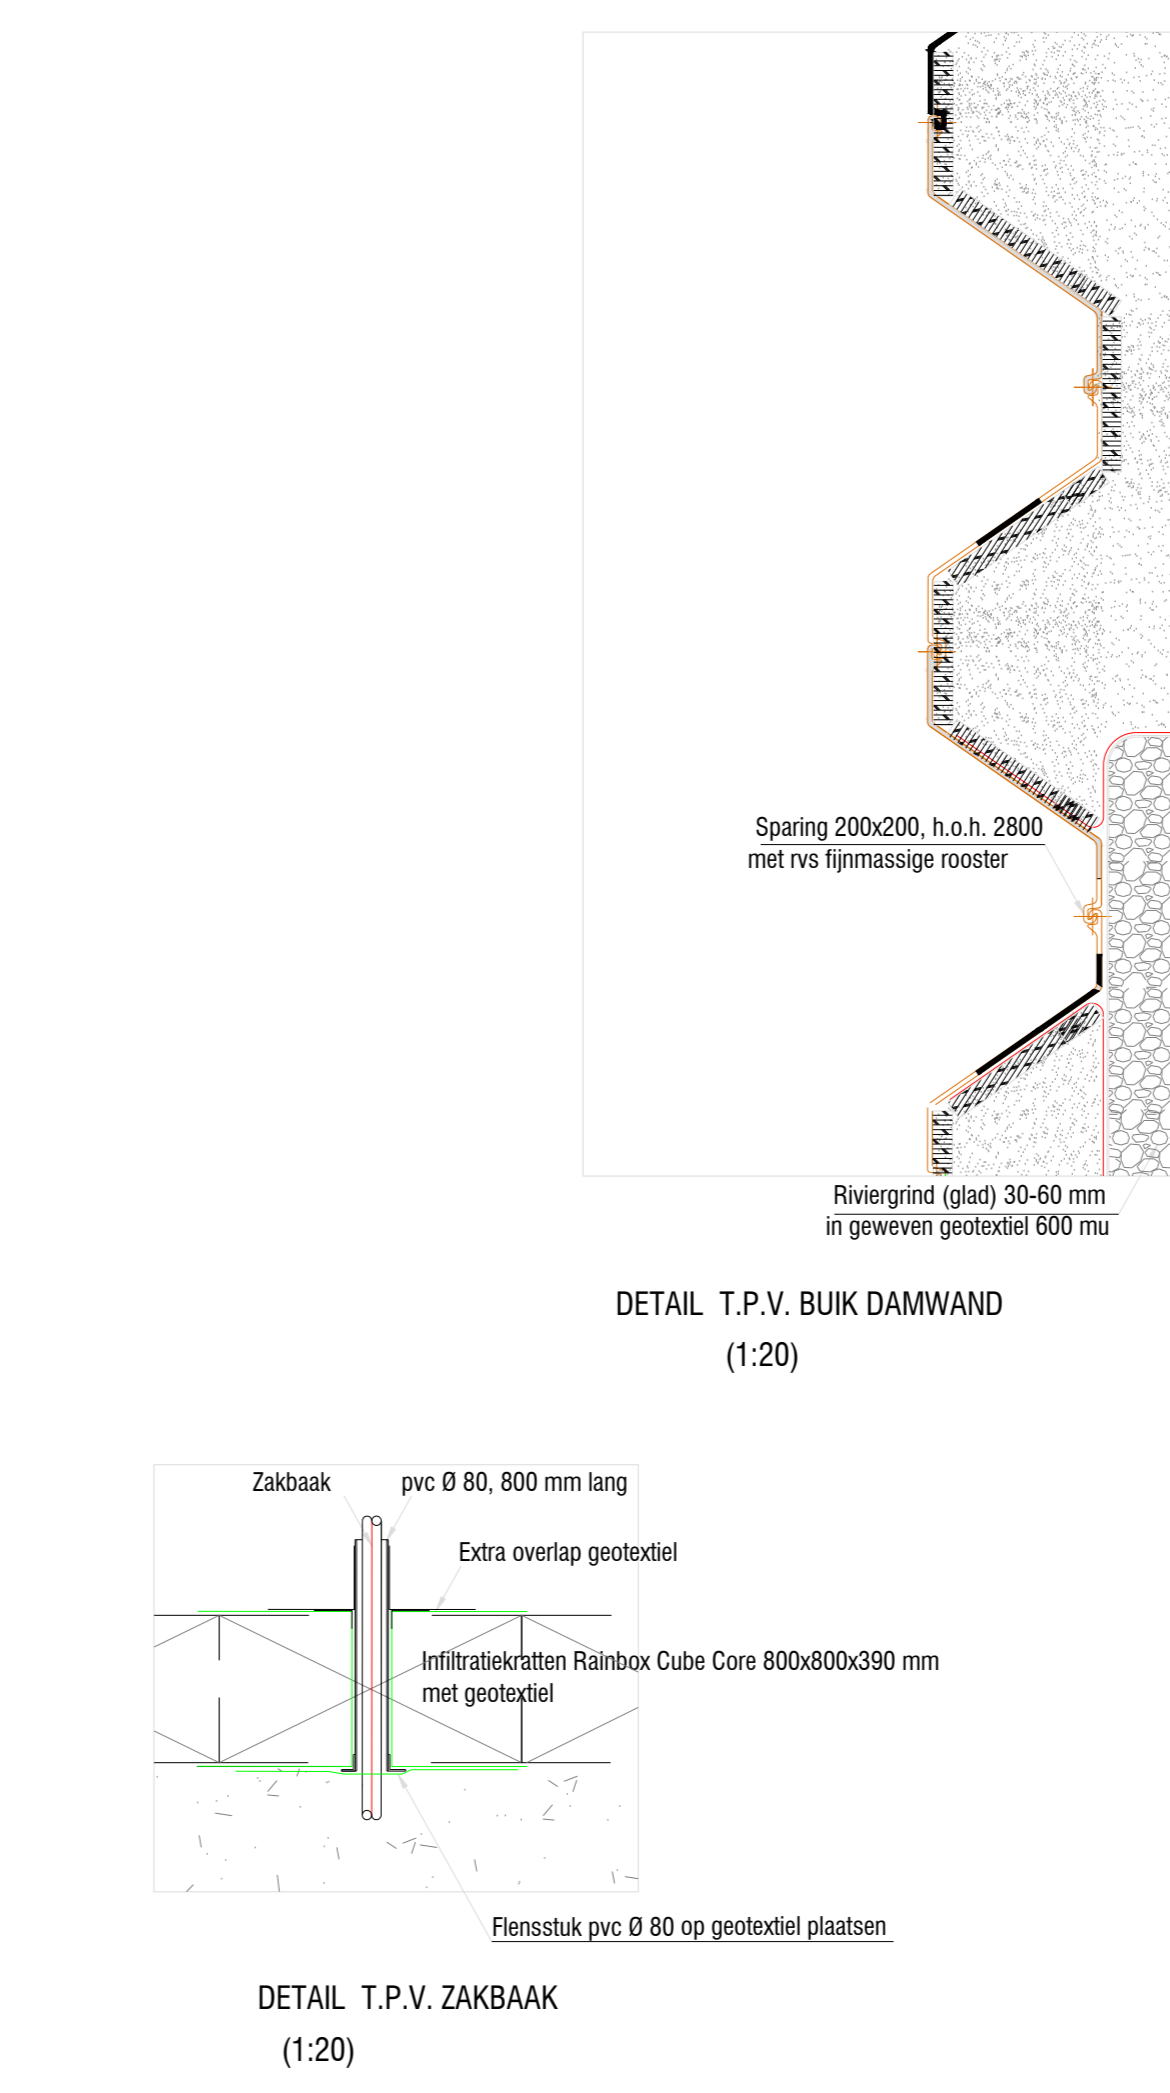 Sparing 200x200, h.o.h. 2800
met rvs fijnmassige rooster
Riviergrind (glad) 30-60 mm
in geweven geotextiel 600 mu
DETAIL T.P.V. BUIK DAMWAND
(1:20)
Zakbaak
pvc Ø 80, 800 mm lang
Extra overlap geotextiel
Infiltratiekratten Rainbox Cube Core 800x800x390 mm
met geotextiel
Flensstuk pvc Ø 80 op geotextiel plaatsen
DETAIL T.P.V. ZAKBAAK
(1:20)